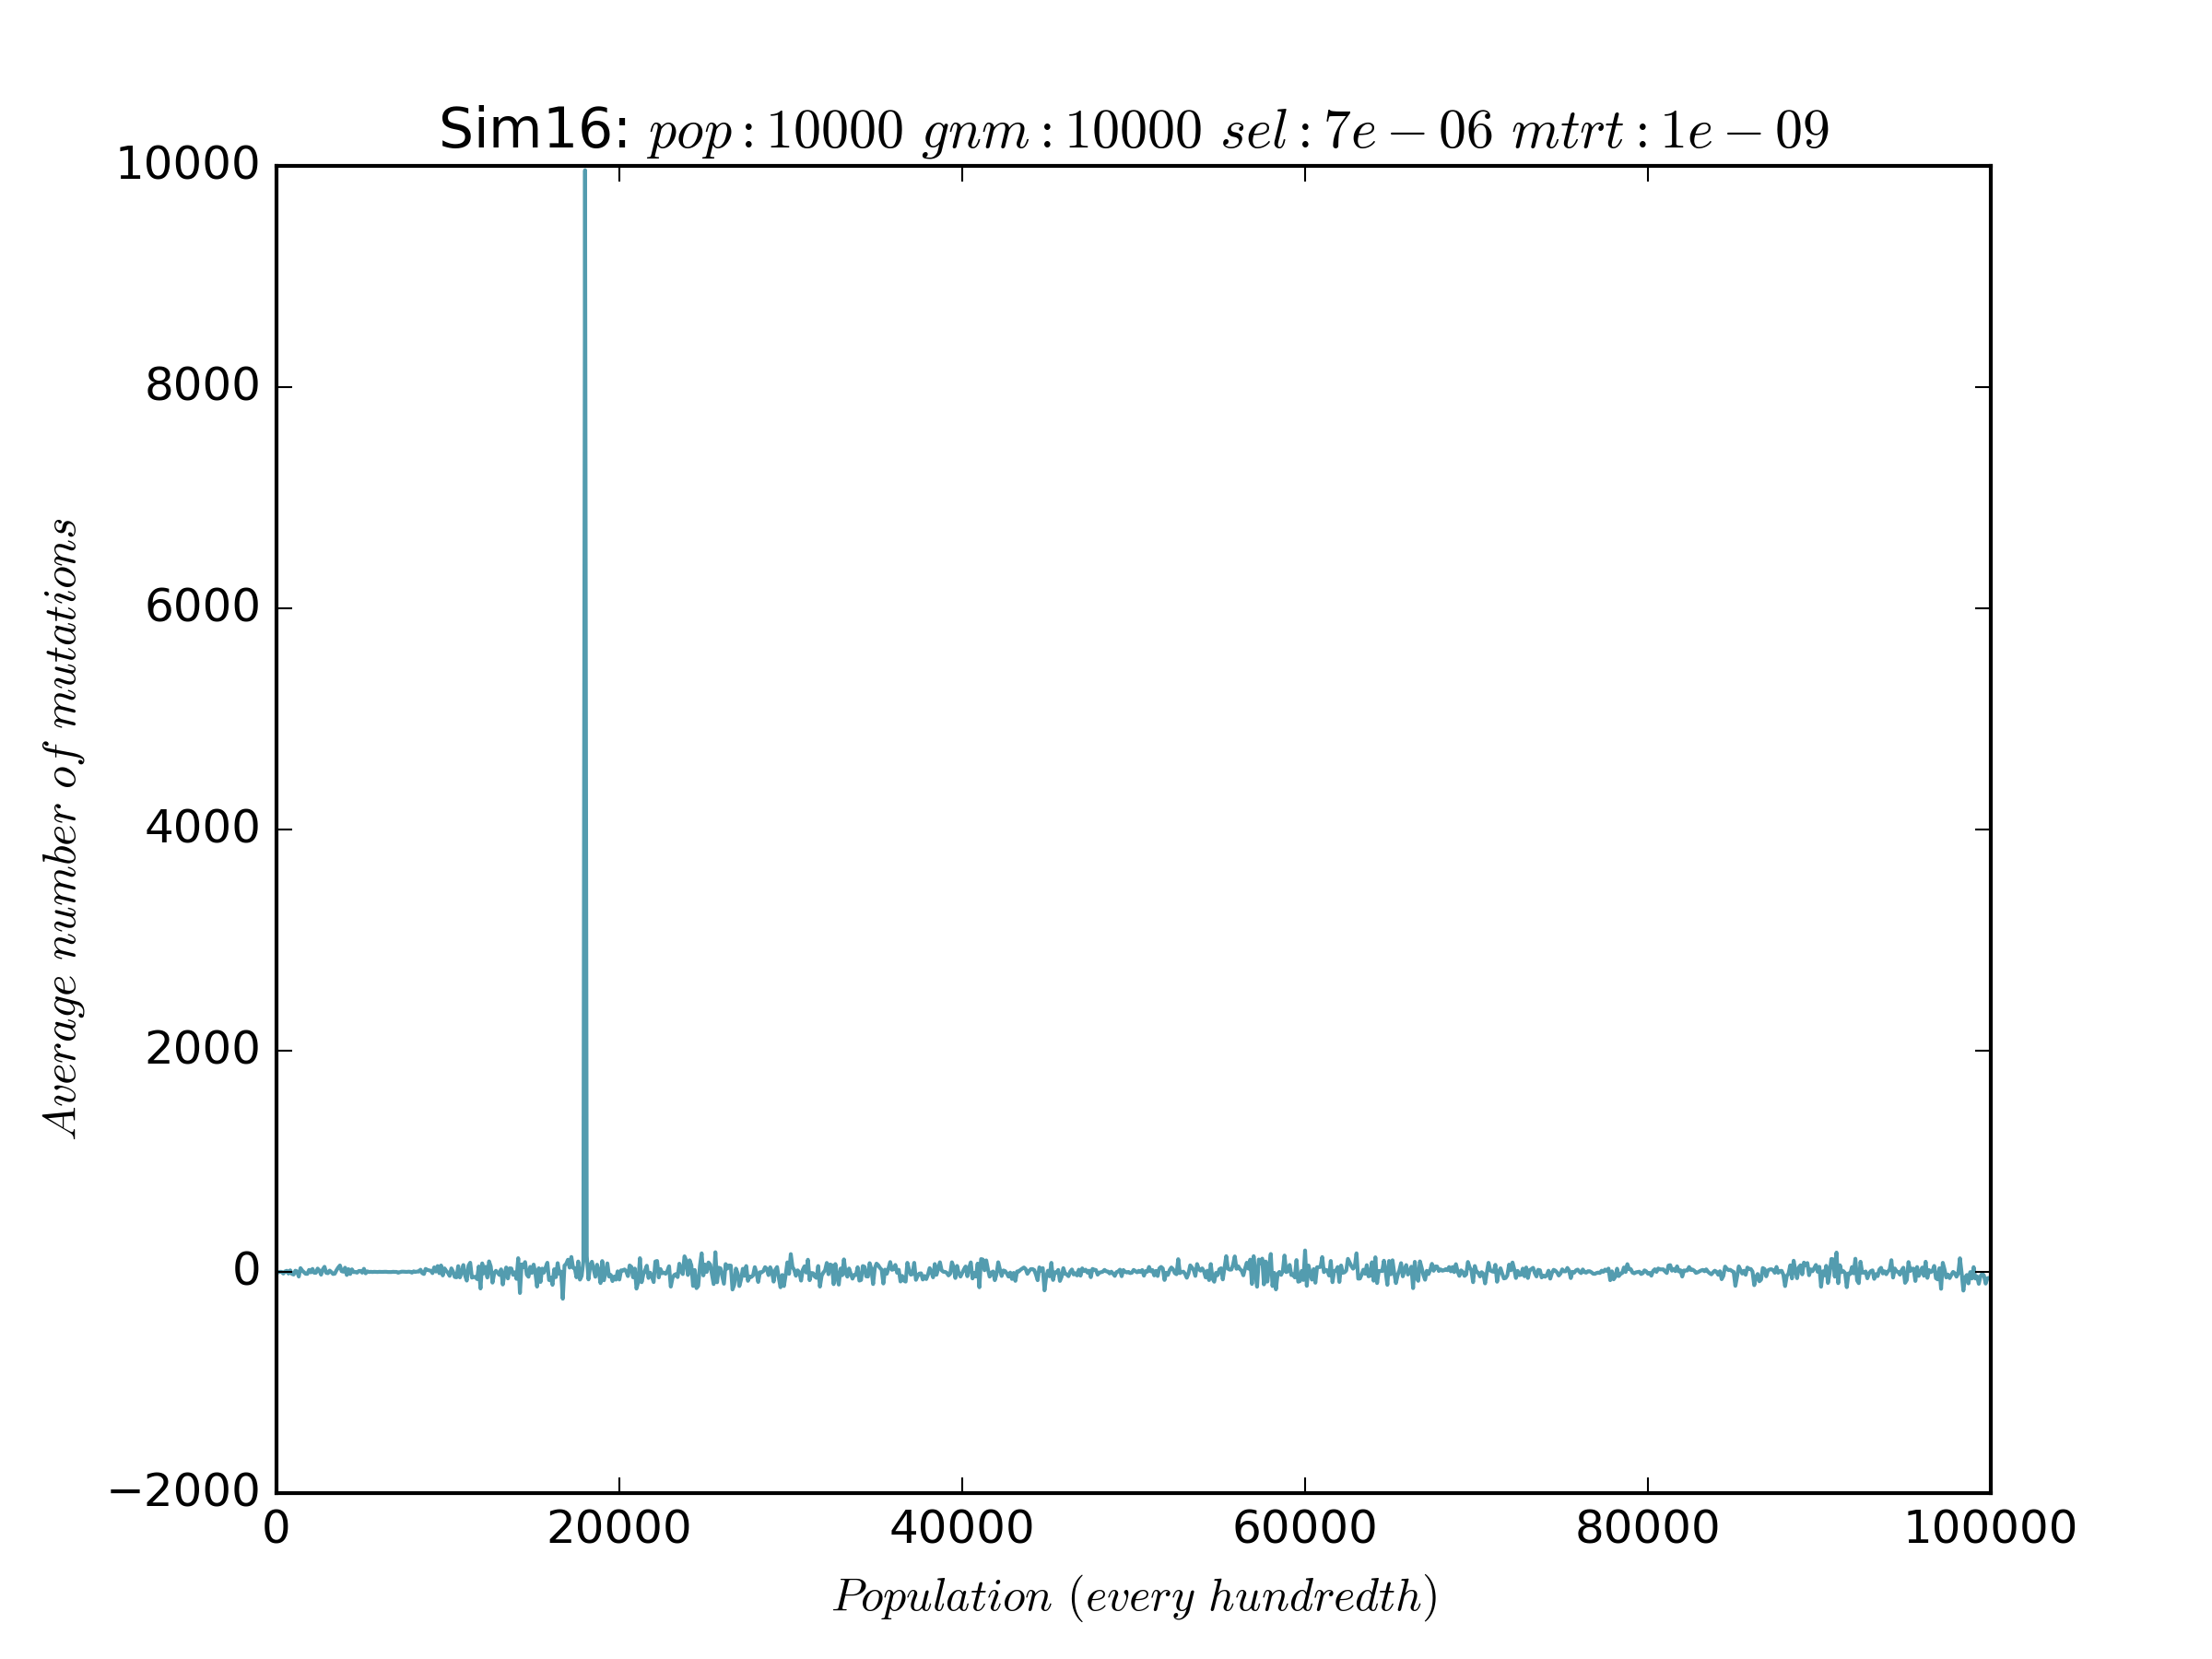 Sim16: pop : 10000 gnm : 10000 sel : 7e − 06 mtrt : 1e − 09
10000
8000
6000
4000
2000
0
−2000
Average number of mutations
0 20000 40000 60000 80000 100000
Population (every hundredth)